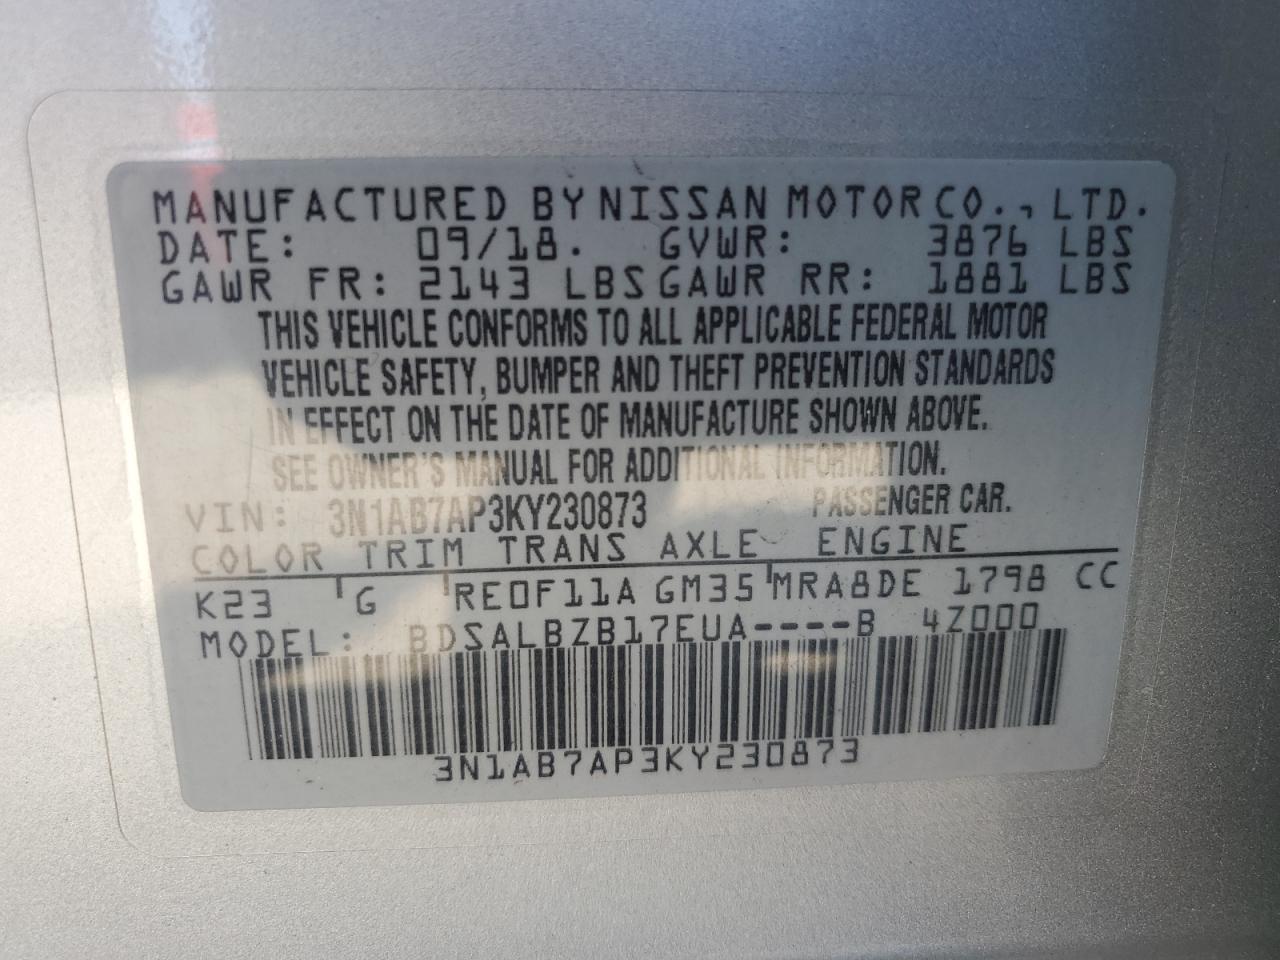 MANUFACTURED BY NISSAN MOTOR CO., LTD.
DATE: 09/18. GVWR: 3876 LBS
GAWR FR: 2143 LBS GAWR RR: 1881 LBS
THIS VEHICLE CONFORMS TO ALL APPLICABLE FEDERAL MOTOR
VEHICLE SAFETY, BUMPER AND THEFT PREVENTION STANDARDS
IN EFFECT ON THE DATE OF MANUFACTURE SHOWN ABOVE.
SEE OWNER'S MANUAL FOR ADDITIONAL INFORMATION.
VIN: 3N1AB7AP3KY230873 PASSENGER CAR.
COLOR TRIM TRANS AXLE ENGINE
K23 G RE0F11A GM35 MRA8DE 1798 CC
MODEL: BDSALBZB17EUA----B 4Z000
3N1AB7AP3KY230873